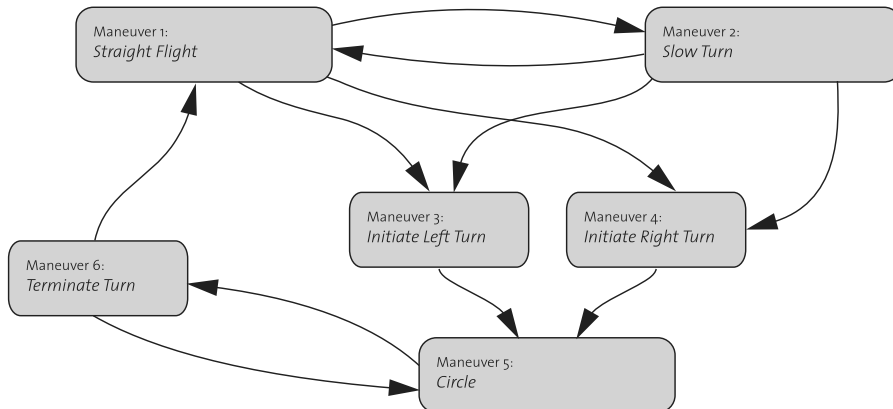 Maneuver 1:
Straight Flight
Maneuver 2:
Slow Turn
Maneuver 3:
Initiate Left Turn
Maneuver 4:
Initiate Right Turn
Maneuver 6:
Terminate Turn
Maneuver 5:
Circle